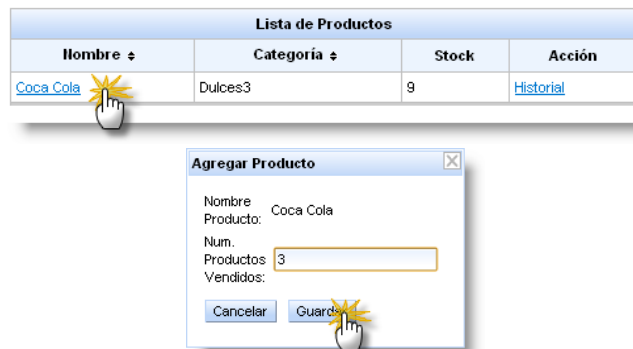 Lista de Productos
Nombre Categoría Stock Acción
Coca Cola Dulces3 9 Historial
Agregar Producto
Nombre
Producto: Coca Cola
Num.
Productos 3
Vendidos:
Cancelar